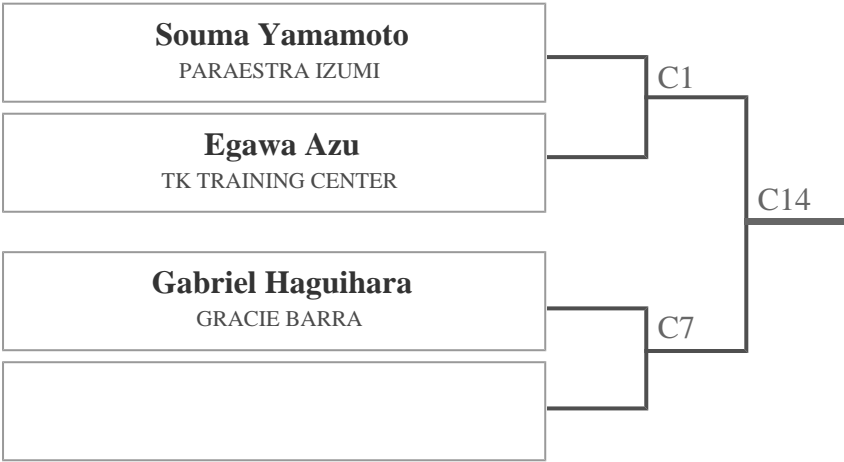 Souma Yamamoto
PARAESTRA IZUMI
C1
Egawa Azu
TK TRAINING CENTER
C14
Gabriel Haguihara
GRACIE BARRA
C7